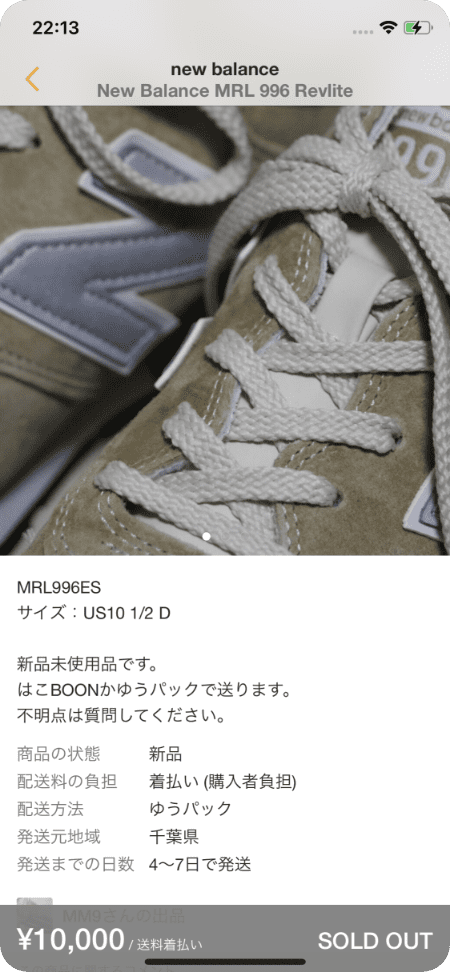 22:13
new balance
New Balance MRL 996 Revlite
MRL996ES
サイズ：US10 1/2 D
新品未使用品です。
はこBOONかゆうパックで送ります。
不明点は質問してください。
商品の状態 新品
配送料の負担 着払い (購入者負担)
配送方法 ゆうパック
発送元地域 千葉県
発送までの日数 4〜7日で発送
MM9さんの出品
¥10,000 / 送料着払い
SOLD OUT